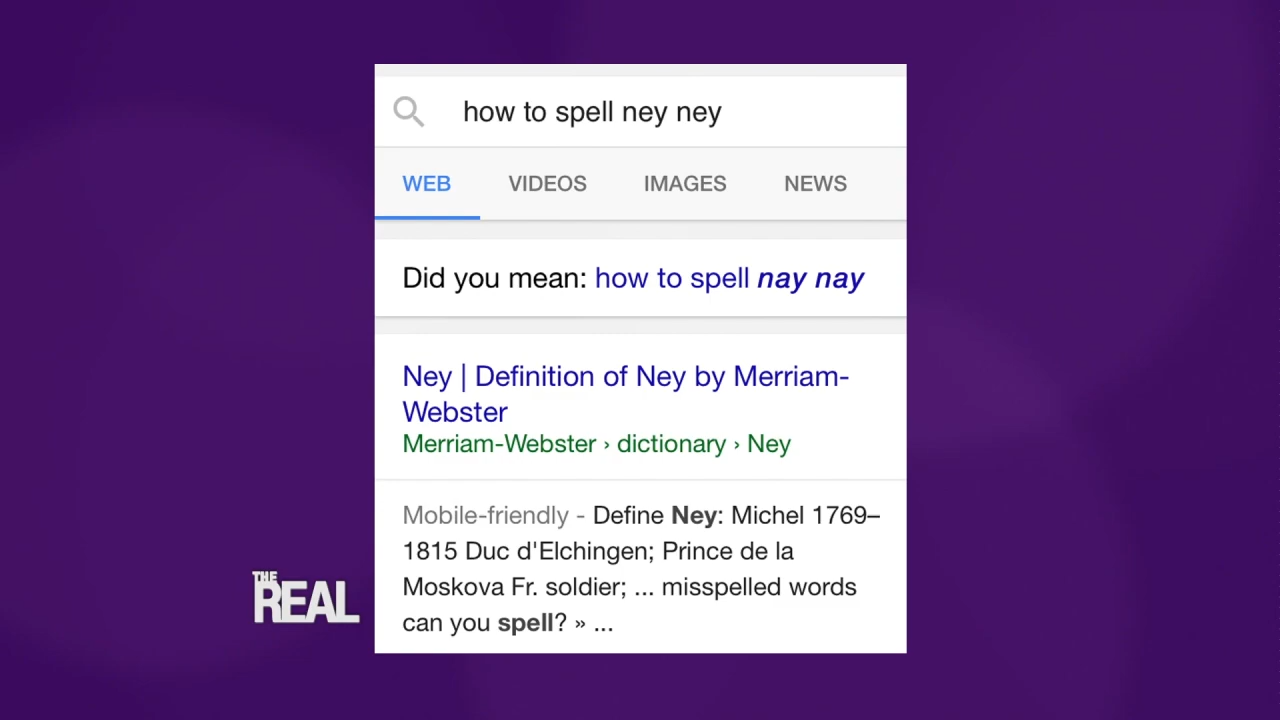 how to spell ney ney
WEB VIDEOS IMAGES NEWS
Did you mean: how to spell nay nay
Ney | Definition of Ney by Merriam-
Webster
Merriam-Webster › dictionary › Ney
Mobile-friendly - Define Ney: Michel 1769–
1815 Duc d'Elchingen; Prince de la
Moskova Fr. soldier; ... misspelled words
can you spell? » ...
THE
REAL